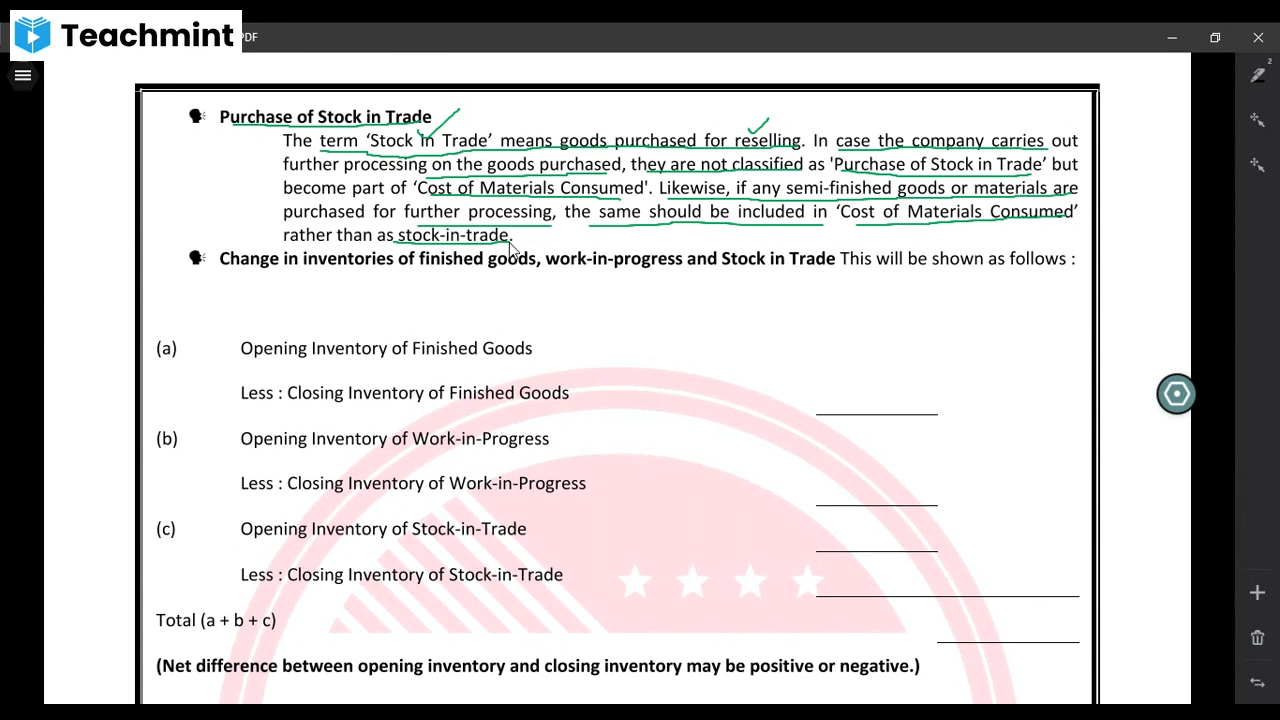 Teachmint
PDF
Purchase of Stock in Trade
The term ‘Stock in Trade’ means goods purchased for reselling. In case the company carries out
further processing on the goods purchased, they are not classified as 'Purchase of Stock in Trade’ but
become part of ‘Cost of Materials Consumed'. Likewise, if any semi-finished goods or materials are
purchased for further processing, the same should be included in ‘Cost of Materials Consumed’
rather than as stock-in-trade.
Change in inventories of finished goods, work-in-progress and Stock in Trade This will be shown as follows :
(a) Opening Inventory of Finished Goods
Less : Closing Inventory of Finished Goods
(b) Opening Inventory of Work-in-Progress
Less : Closing Inventory of Work-in-Progress
(c) Opening Inventory of Stock-in-Trade
Less : Closing Inventory of Stock-in-Trade
Total (a + b + c)
(Net difference between opening inventory and closing inventory may be positive or negative.)
2